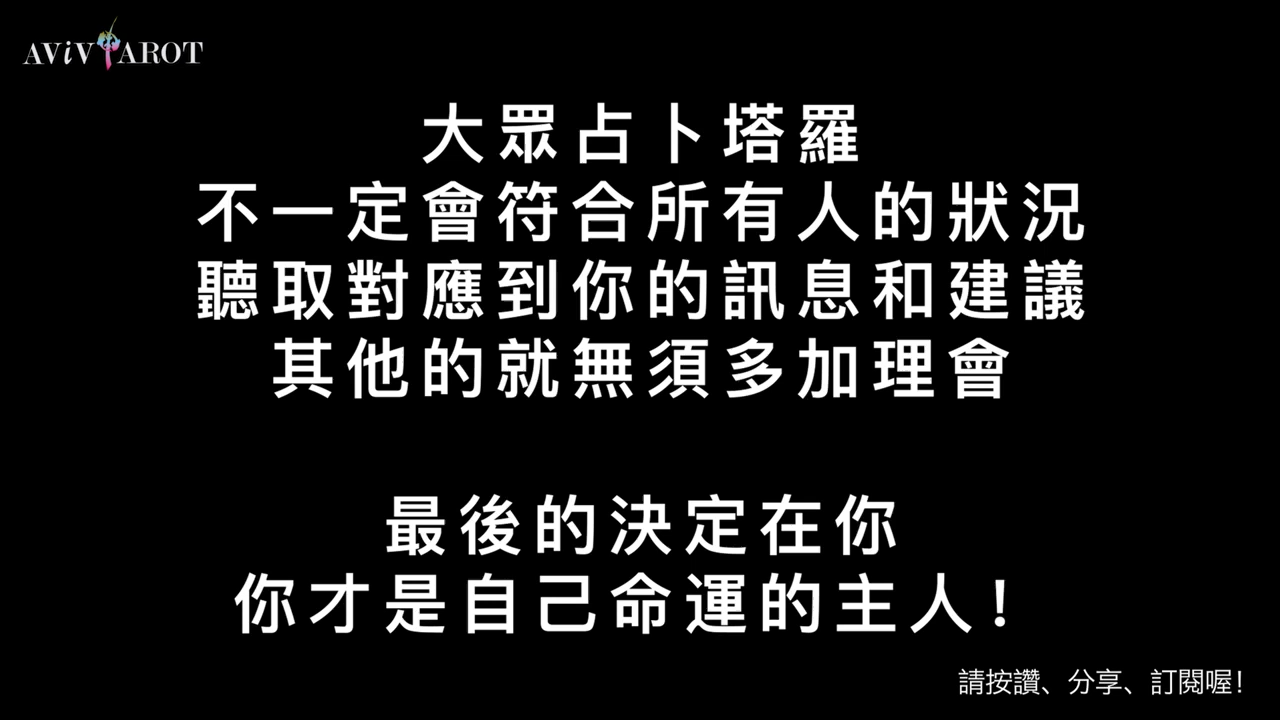 AViV TAROT
大眾占卜塔羅
不一定會符合所有人的狀況
聽取對應到你的訊息和建議
其他的就無須多加理會
最後的決定在你
你才是自己命運的主人！
請按讚、分享、訂閱喔！